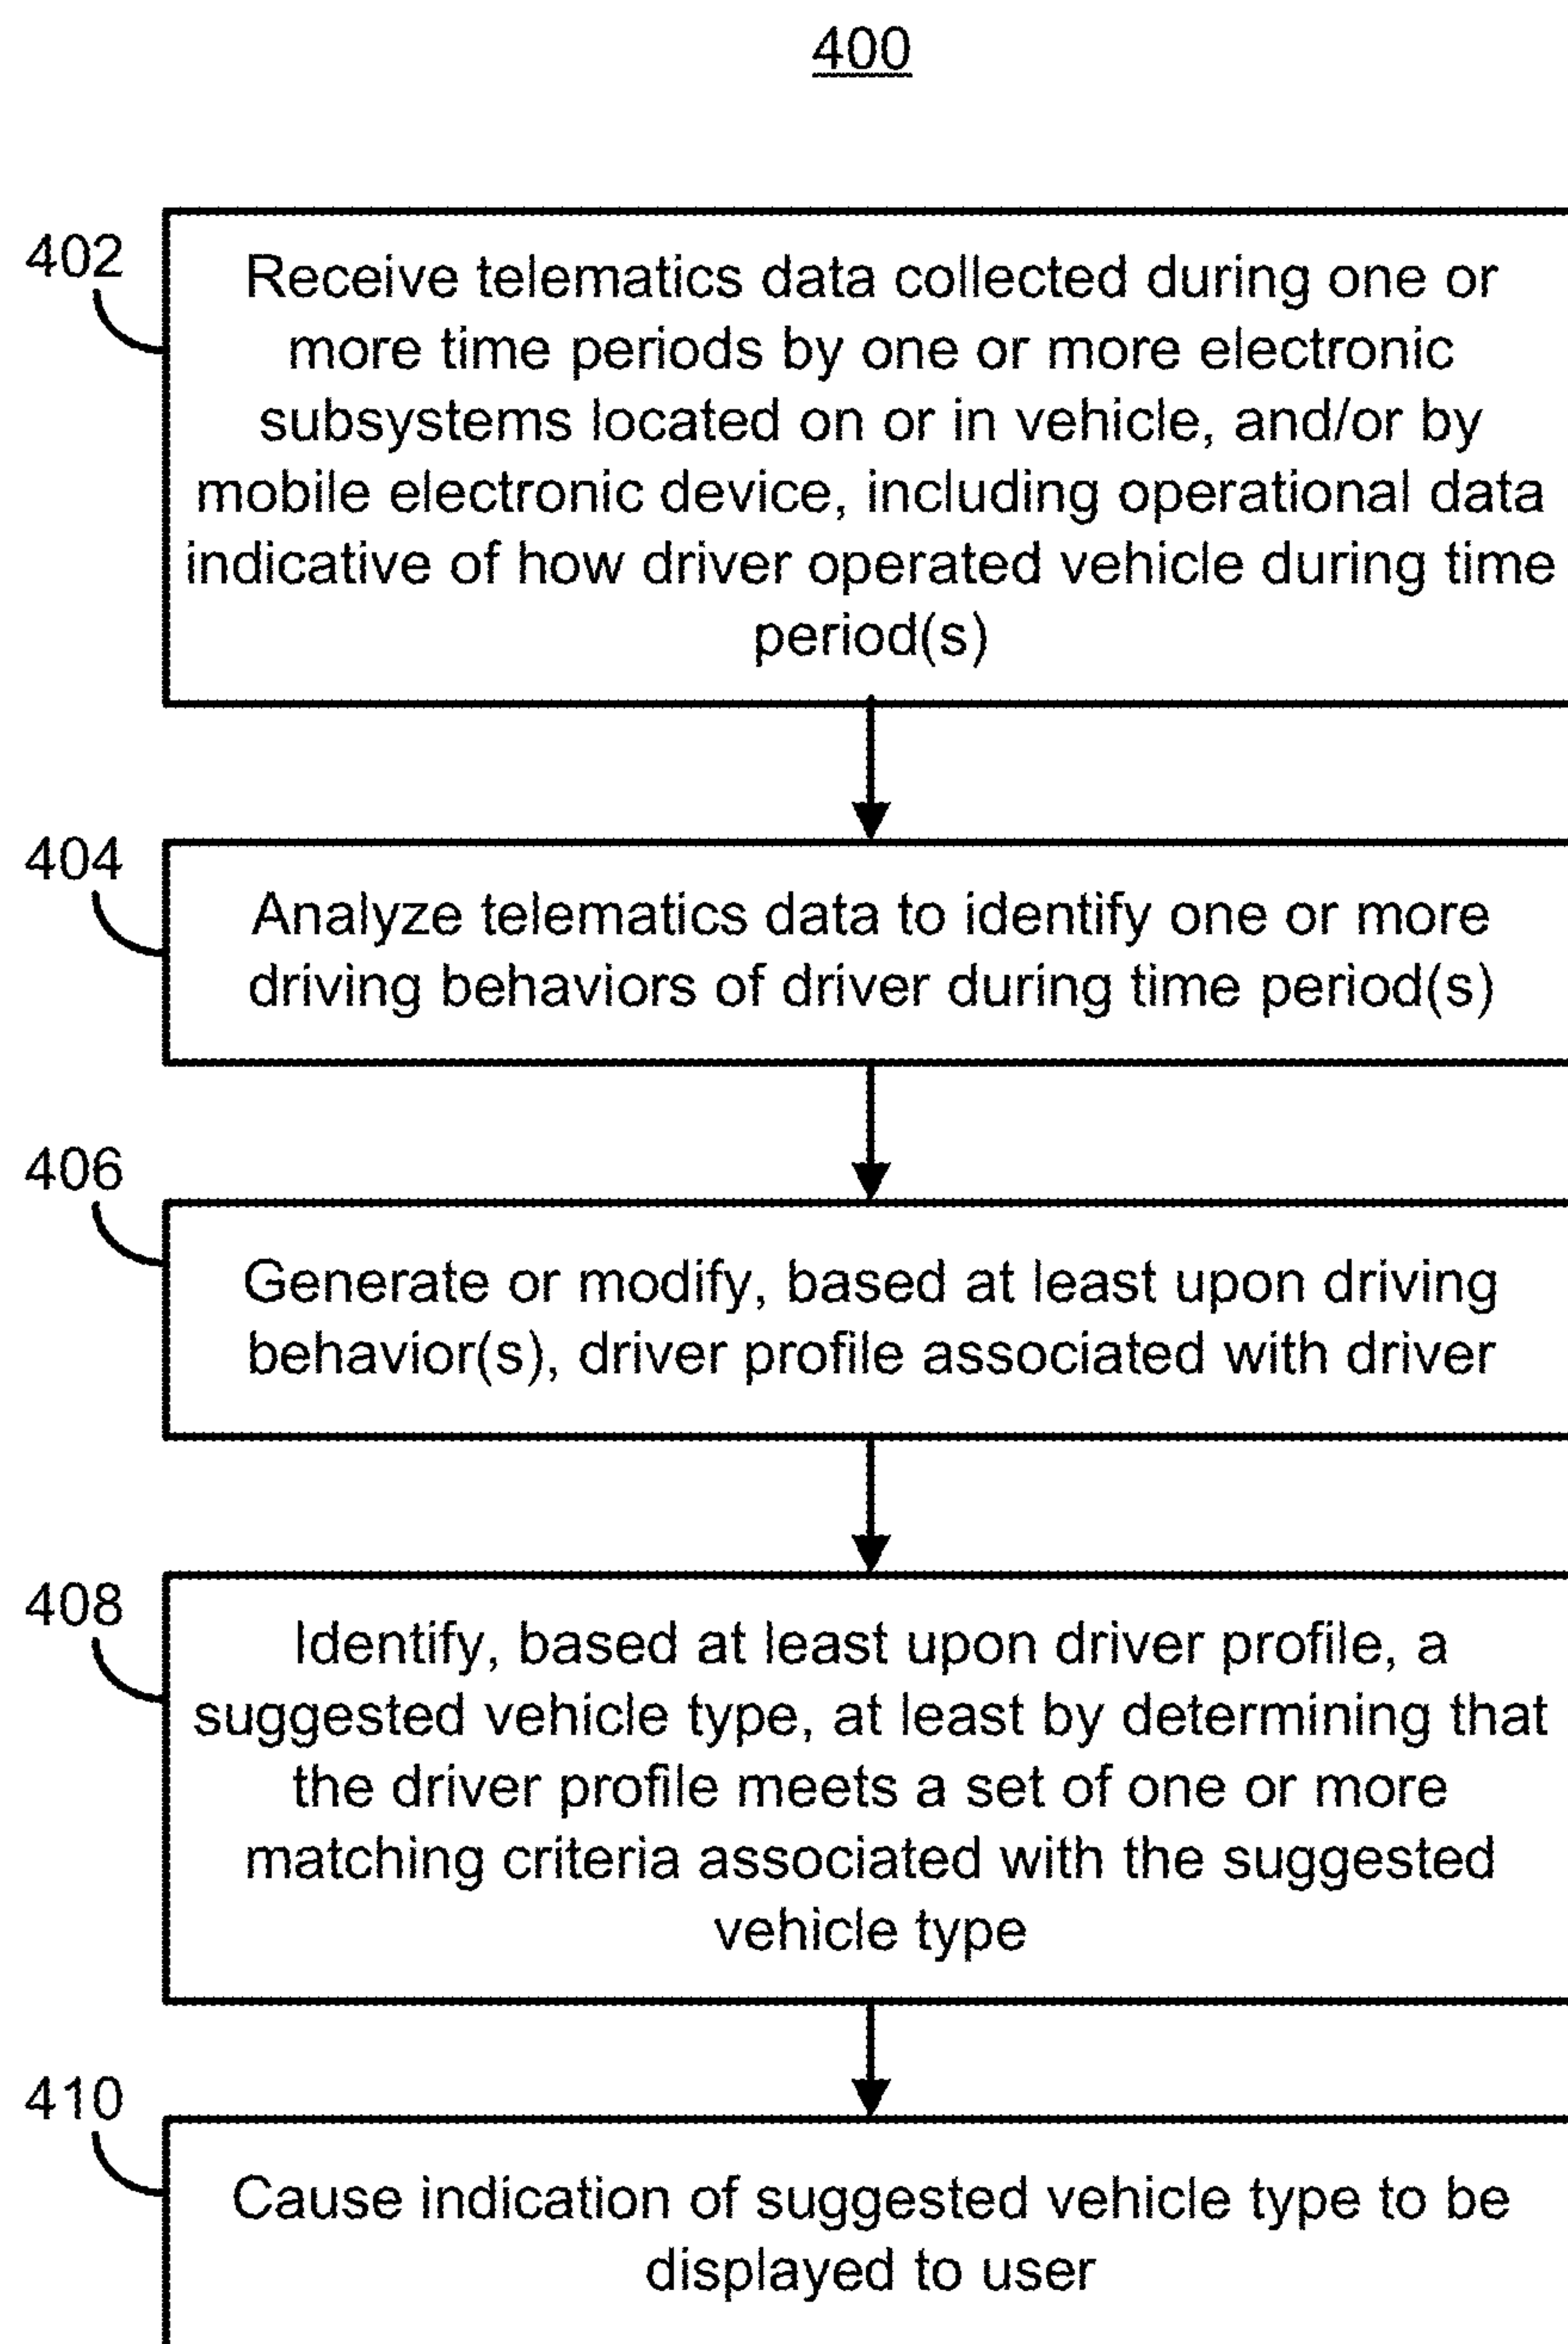 400
402
Receive telematics data collected during one or
more time periods by one or more electronic
subsystems located on or in vehicle, and/or by
mobile electronic device, including operational data
indicative of how driver operated vehicle during time
period(s)
404
Analyze telematics data to identify one or more
driving behaviors of driver during time period(s)
406
Generate or modify, based at least upon driving
behavior(s), driver profile associated with driver
408
Identify, based at least upon driver profile, a
suggested vehicle type, at least by determining that
the driver profile meets a set of one or more
matching criteria associated with the suggested
vehicle type
410
Cause indication of suggested vehicle type to be
displayed to user